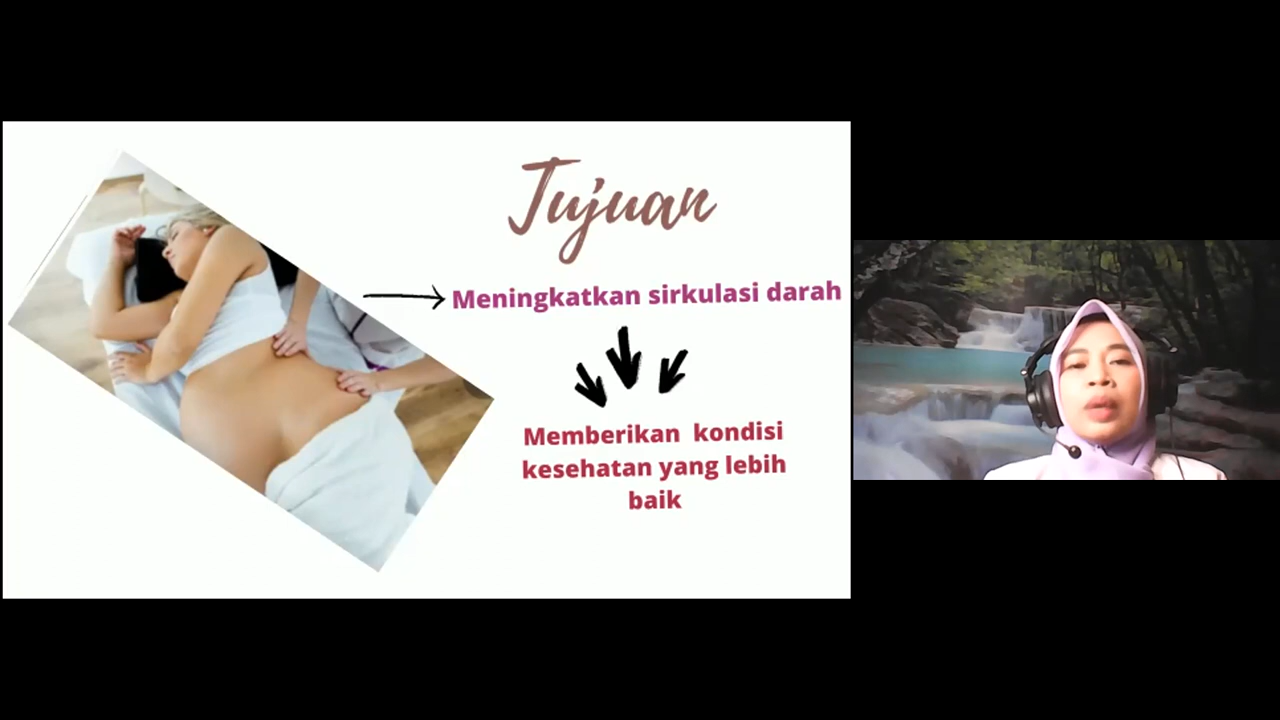 Tujuan
Meningkatkan sirkulasi darah
Memberikan kondisi
kesehatan yang lebih
baik